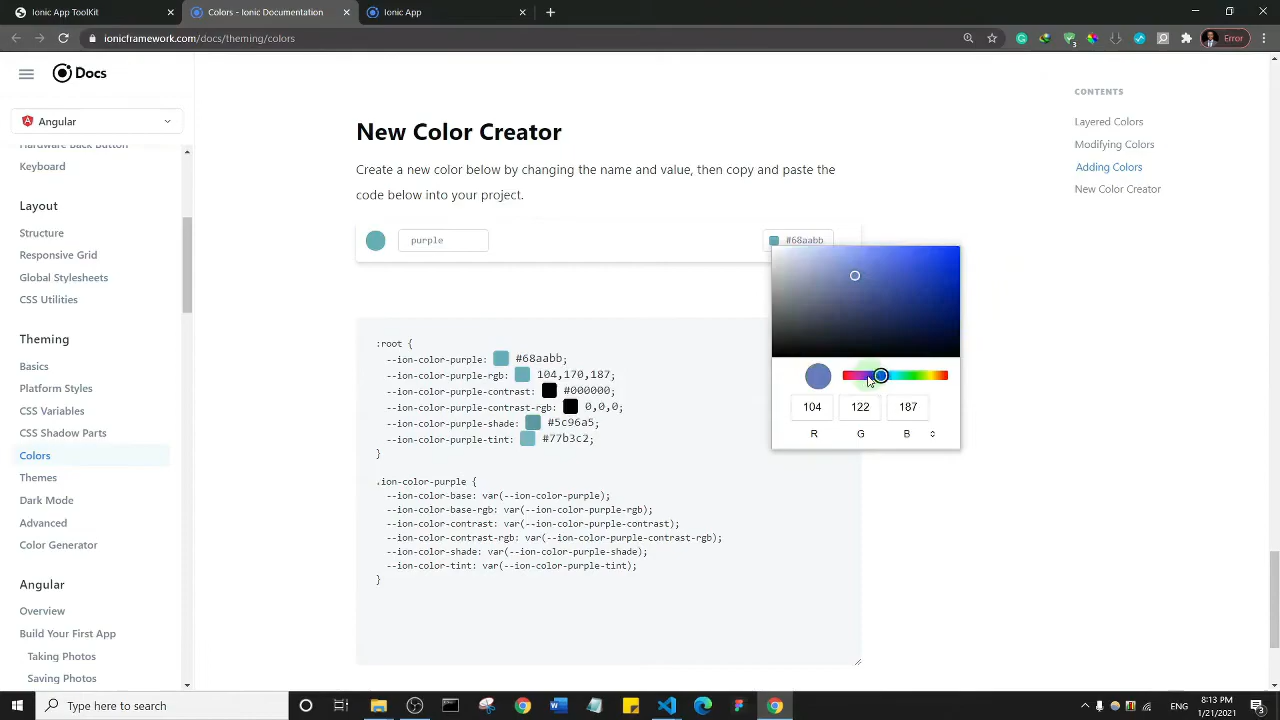 Ionic App ToolKit
Colors - Ionic Documentation
Ionic App
ionicframework.com/docs/theming/colors
Error
Docs
Angular
Hardware Back Button
Keyboard
Layout
Structure
Responsive Grid
Global Stylesheets
CSS Utilities
Theming
Basics
Platform Styles
CSS Variables
CSS Shadow Parts
Colors
Themes
Dark Mode
Advanced
Color Generator
Angular
Overview
Build Your First App
Taking Photos
Saving Photos
New Color Creator
Create a new color below by changing the name and value, then copy and paste the
code below into your project.
purple
#68aabb
:root {
--ion-color-purple: #68aabb;
--ion-color-purple-rgb: 104,170,187;
--ion-color-purple-contrast: #000000;
--ion-color-purple-contrast-rgb: 0,0,0;
--ion-color-purple-shade: #5c96a5;
--ion-color-purple-tint: #77b3c2;
}
.ion-color-purple {
--ion-color-base: var(--ion-color-purple);
--ion-color-base-rgb: var(--ion-color-purple-rgb);
--ion-color-contrast: var(--ion-color-purple-contrast);
--ion-color-contrast-rgb: var(--ion-color-purple-contrast-rgb);
--ion-color-shade: var(--ion-color-purple-shade);
--ion-color-tint: var(--ion-color-purple-tint);
}
104 122 187
R G B
CONTENTS
Layered Colors
Modifying Colors
Adding Colors
New Color Creator
Type here to search
ENG
8:13 PM
1/21/2021